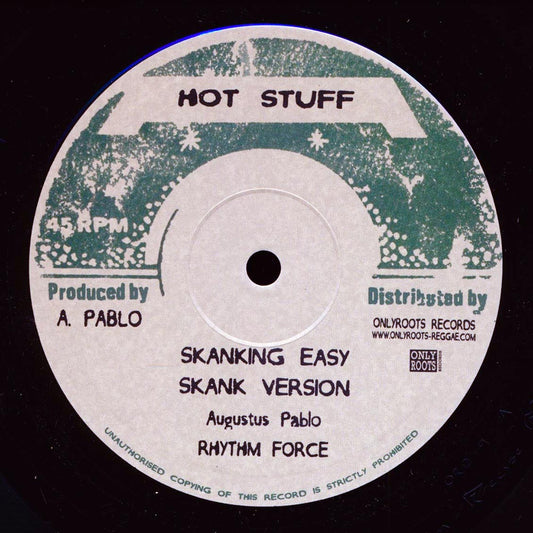 HOT STUFF
45 RPM
Produced by
A. PABLO
Distributed by
ONLYROOTS RECORDS
WWW.ONLYROOTS-REGGAE.COM
ONLY
ROOTS
SKANKING EASY
SKANK VERSION
Augustus Pablo
RHYTHM FORCE
UNAUTHORISED COPYING OF THIS RECORD IS STRICTLY PROHIBITED